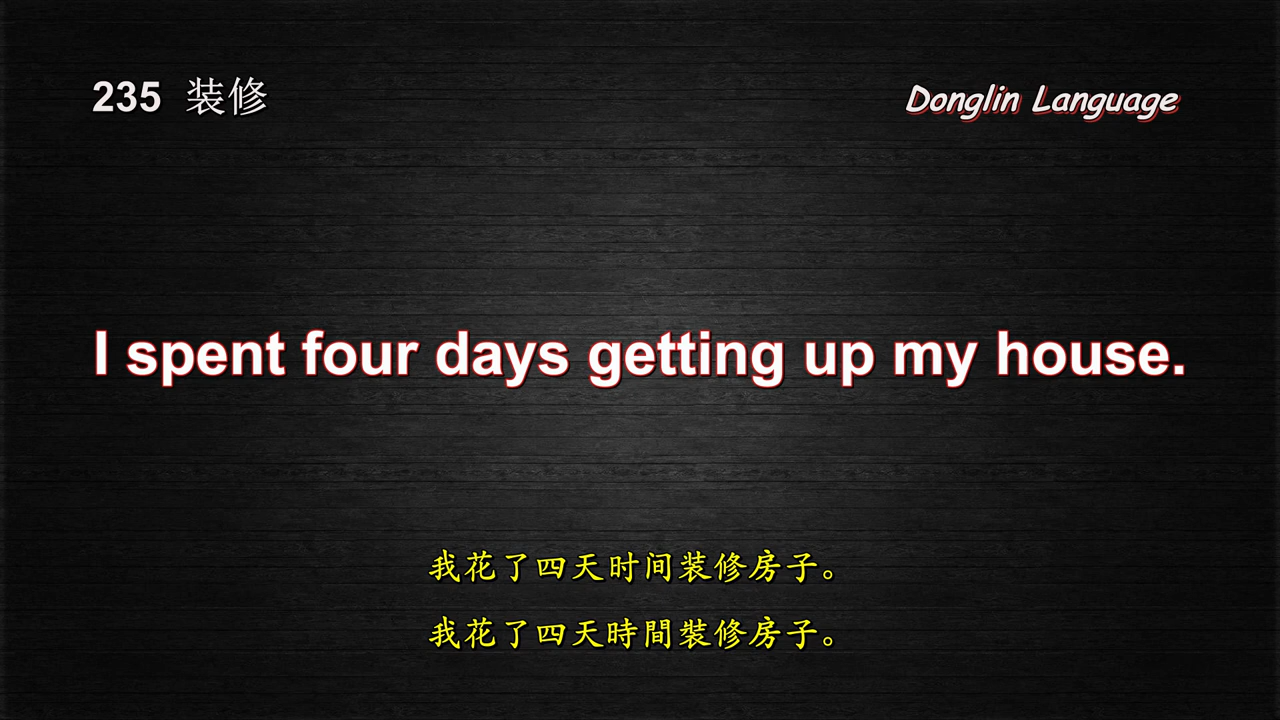 235 装修
Donglin Language
I spent four days getting up my house.
我花了四天时间装修房子。
我花了四天時間裝修房子。